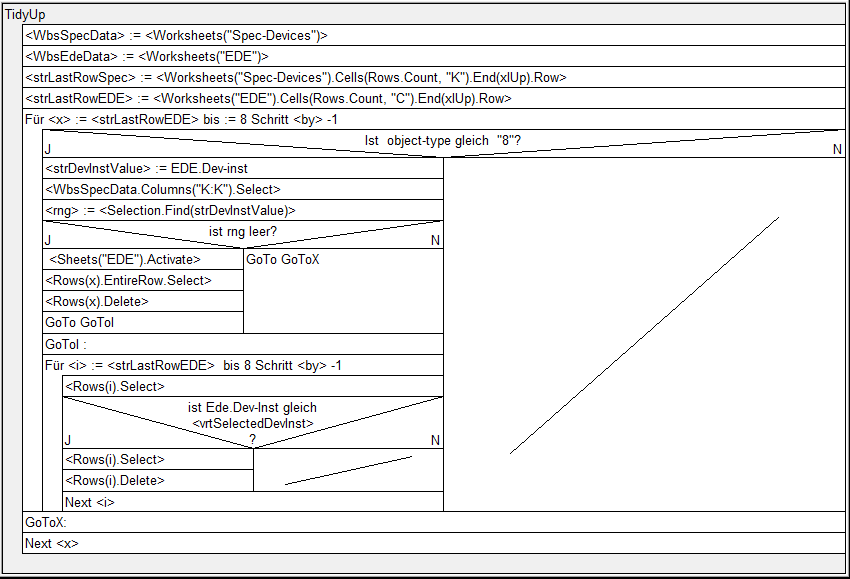 TidyUp
<WbsSpecData> := <Worksheets("Spec-Devices")>
<WbsEdeData> := <Worksheets("EDE")>
<strLastRowSpec> := <Worksheets("Spec-Devices").Cells(Rows.Count, "K").End(xlUp).Row>
<strLastRowEDE> := <Worksheets("EDE").Cells(Rows.Count, "C").End(xlUp).Row>
Für <x> := <strLastRowEDE> bis := 8 Schritt <by> -1
Ist object-type gleich "8"?
J N
<strDevInstValue> := EDE.Dev-inst
<WbsSpecData.Columns("K:K").Select>
<rng> := <Selection.Find(strDevInstValue)>
ist rng leer?
J N
<Sheets("EDE").Activate>
GoTo GoToX
<Rows(x).EntireRow.Select>
<Rows(x).Delete>
GoTo GoToI
GoToI :
Für <i> := <strLastRowEDE> bis 8 Schritt <by> -1
<Rows(i).Select>
ist Ede.Dev-Inst gleich
<vrtSelectedDevInst>
J ? N
<Rows(i).Select>
<Rows(i).Delete>
Next <i>
GoToX:
Next <x>